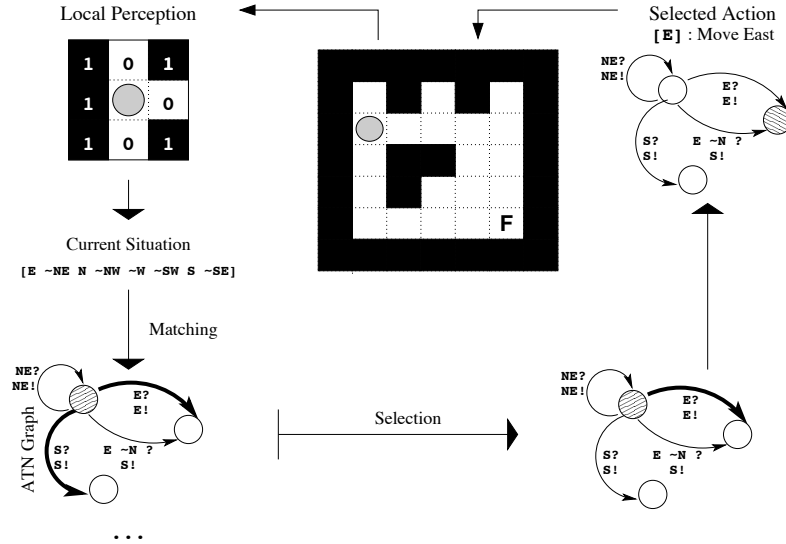 Local Perception
1 0 1
1 0
1 0 1
Current Situation
[E ~NE N ~NW ~W ~SW S ~SE]
Matching
NE?
NE!
E?
E!
S?
S!
E ~N ?
S!
ATN Graph
. . .
F
Selection
NE?
NE!
E?
E!
S?
S!
E ~N ?
S!
Selected Action
[E] : Move East
NE?
NE!
E?
E!
S?
S!
E ~N ?
S!